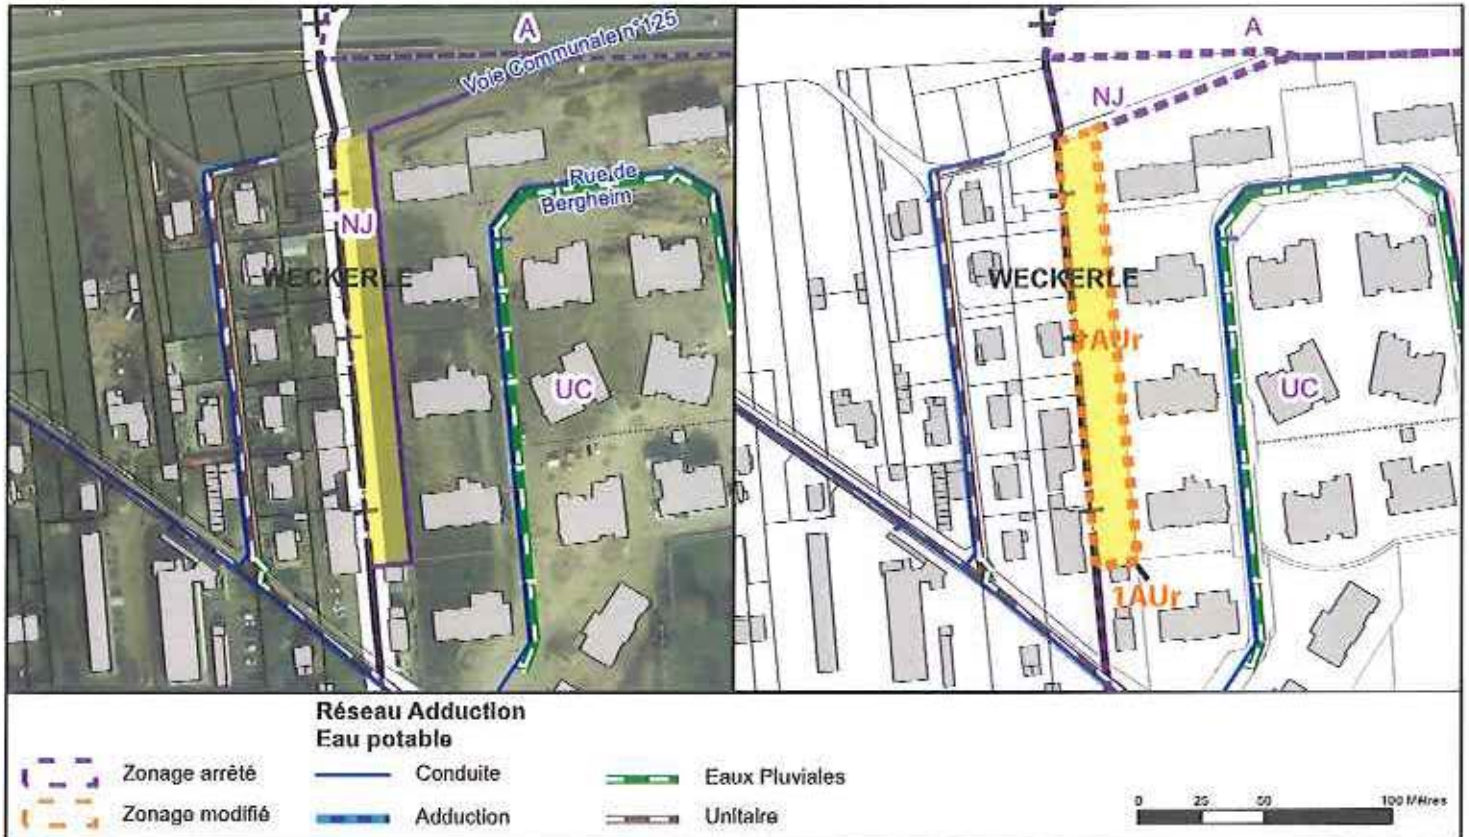 A
Voie Communale n°125
Rue de
Bergheim
NJ
WECKERLE
UC
A
NJ
WECKERLE
1AUr
UC
1AUr
Réseau Adduction
Eau potable
Zonage arrêté
Conduite
Eaux Pluviales
Zonage modifié
Adduction
Unitaire
0 25 50 100 Mètres